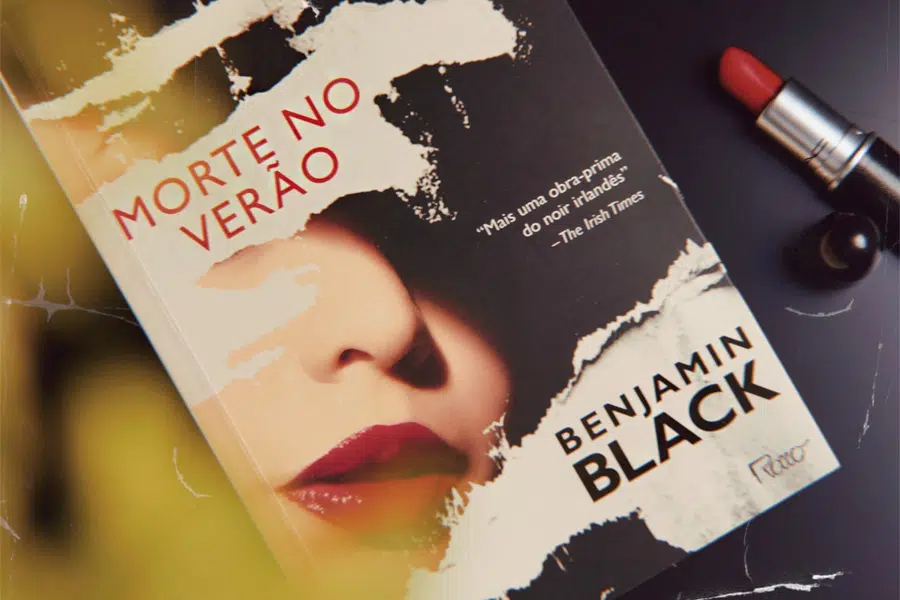 MORTE NO
VERÃO
“Mais uma obra-prima
do noir irlandês”
–The Irish Times
BENJAMIN
BLACK
Rocco